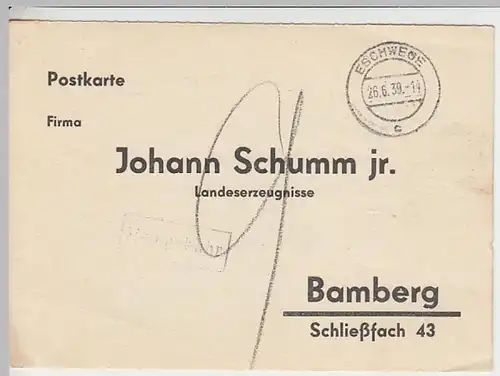 ESCHWEGE
26.6.39.-14
c
Postkarte
Firma
Johann Schumm jr.
Landeserzeugnisse
Bamberg
Schließfach 43